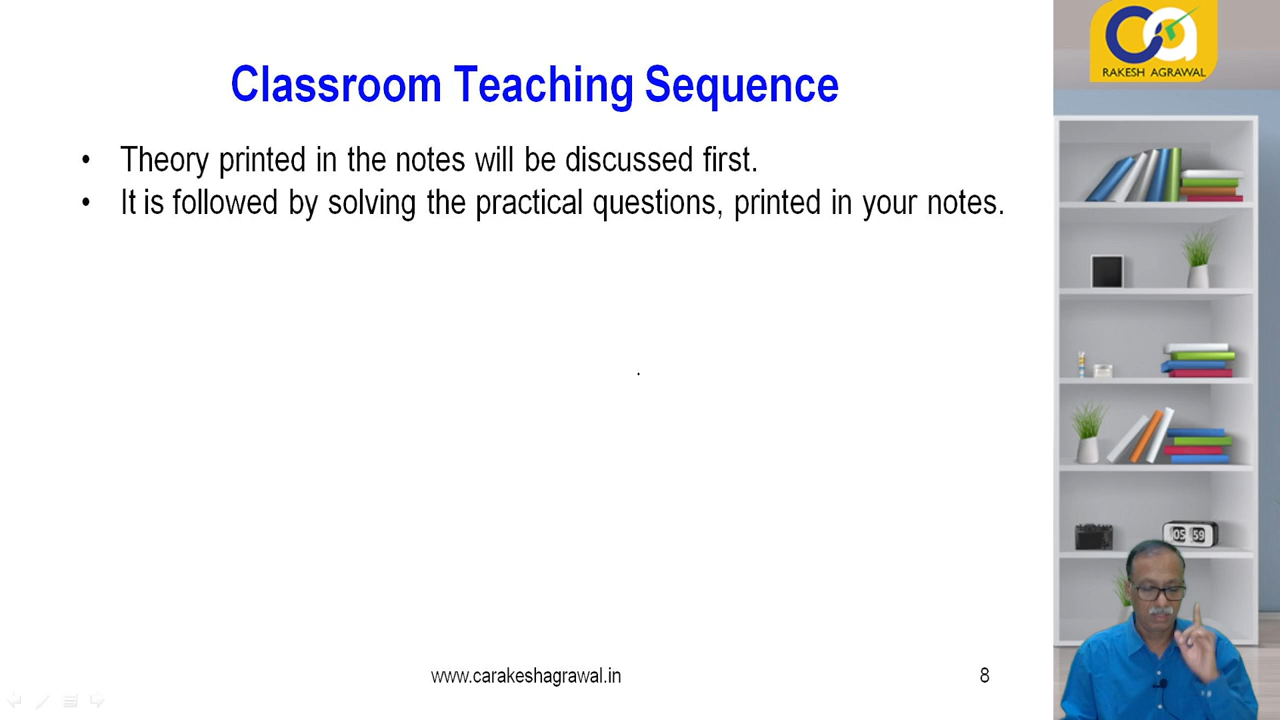 Classroom Teaching Sequence
• Theory printed in the notes will be discussed first.
• It is followed by solving the practical questions, printed in your notes.
www.carakeshagrawal.in
8
ca
RAKESH AGRAWAL
05 59